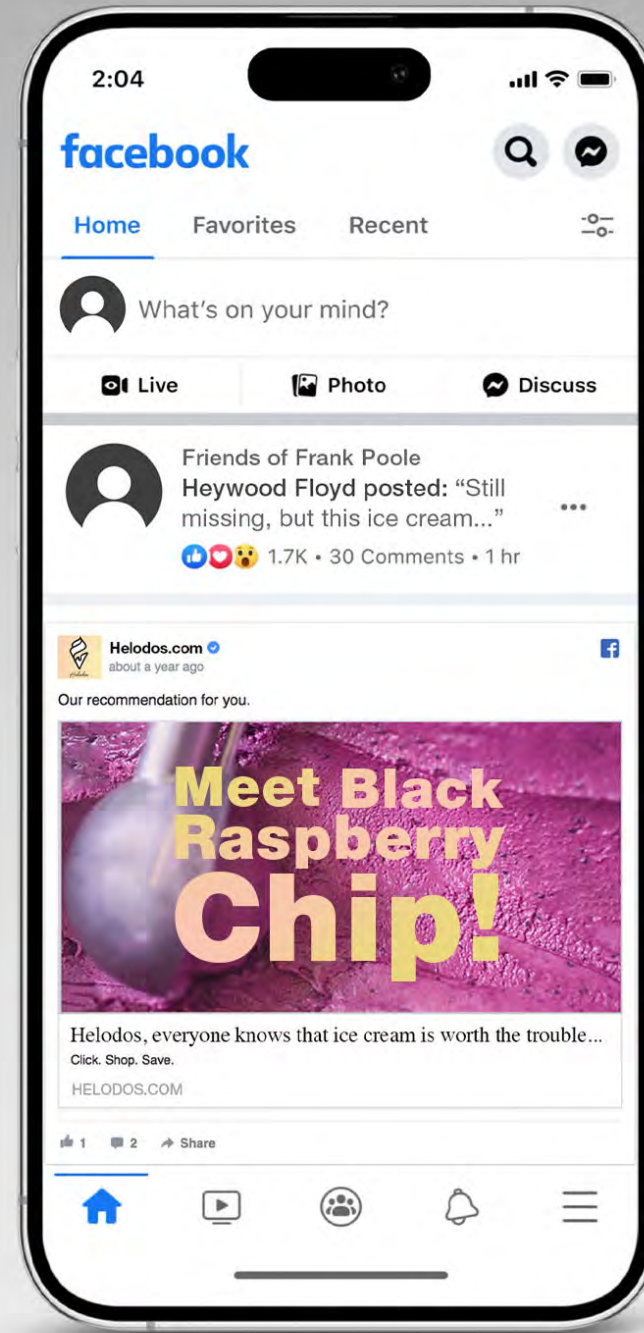 2:04
facebook
Home Favorites Recent
What's on your mind?
Live Photo Discuss
Friends of Frank Poole
Heywood Floyd posted: “Still
missing, but this ice cream...”
1.7K • 30 Comments • 1 hr
Helodos.com
about a year ago
Our recommendation for you.
Meet Black
Raspberry
Chip!
Helodos, everyone knows that ice cream is worth the trouble...
Click. Shop. Save.
HELODOS.COM
1 2 Share